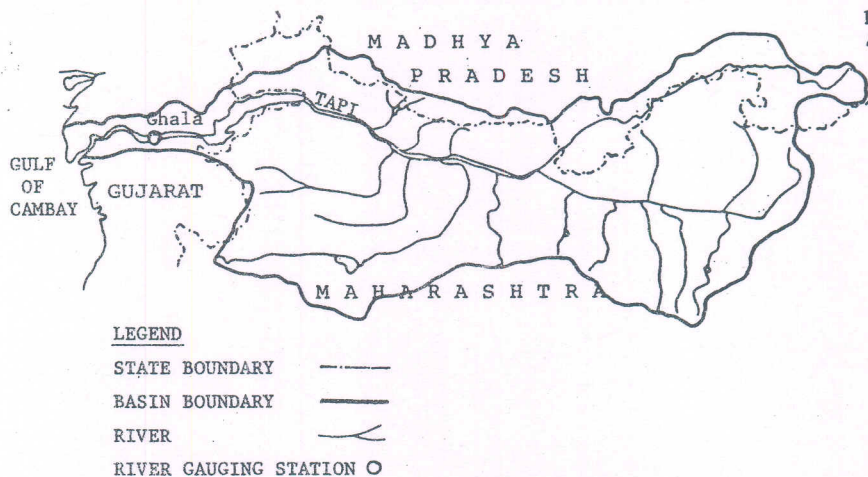 MADHYA
PRADESH
TAPI
Ghala
GULF
OF
CAMBAY
GUJARAT
MAHARASHTRA
LEGEND
STATE BOUNDARY
BASIN BOUNDARY
RIVER
RIVER GAUGING STATION